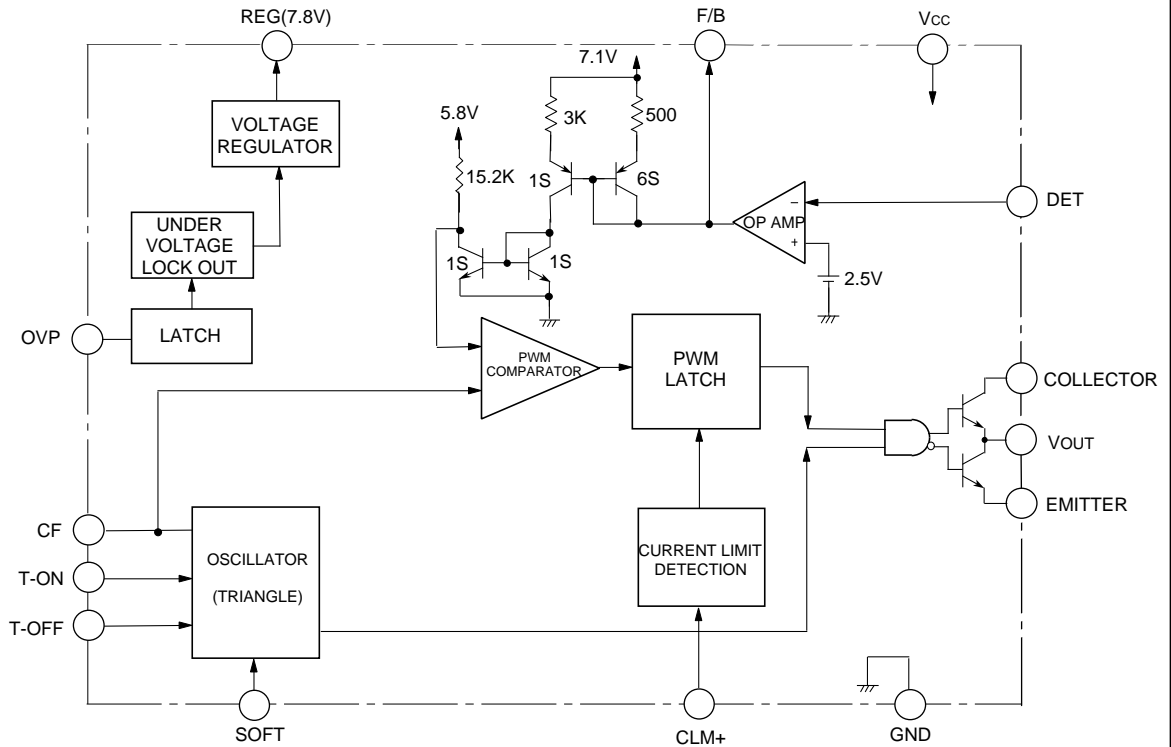 REG(7.8V)
F/B
VCC
7.1V
5.8V
3K
500
VOLTAGE
REGULATOR
15.2K
1S
6S
OP AMP
−
+
DET
UNDER
VOLTAGE
LOCK OUT
1S
1S
2.5V
OVP
LATCH
PWM
COMPARATOR
PWM
LATCH
COLLECTOR
VOUT
EMITTER
CF
T-ON
T-OFF
OSCILLATOR
(TRIANGLE)
CURRENT LIMIT
DETECTION
SOFT
CLM+
GND